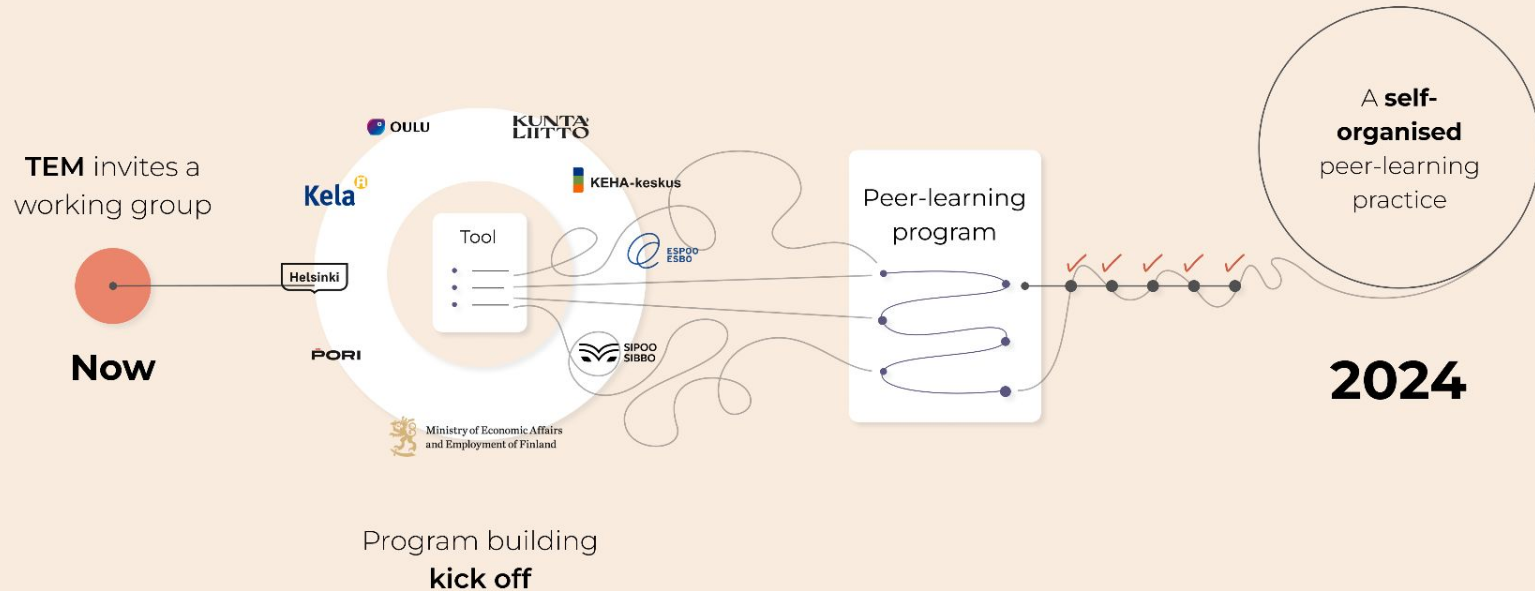 TEM invites a
working group
Now
OULU
KUNTA
LIITTO
Kela
KEHA-keskus
ESPOO
ESBO
Helsinki
PORI
SIPOO
SIBBO
Ministry of Economic Affairs
and Employment of Finland
Tool
Program building
kick off
Peer-learning
program
A self-
organised
peer-learning
practice
2024